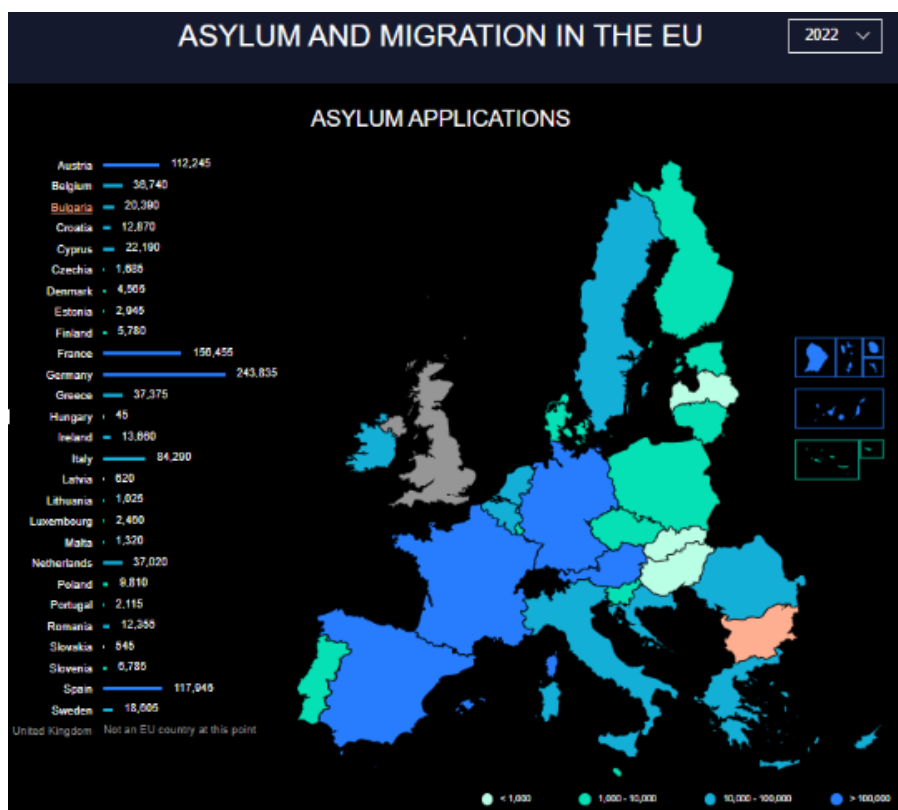 ASYLUM AND MIGRATION IN THE EU
2022
ASYLUM APPLICATIONS
Austria 112,245
Belgium 36,740
Bulgaria 20,390
Croatia 12,870
Cyprus 22,190
Czechia 1,685
Denmark 4,565
Estonia 2,945
Finland 5,780
France 156,455
Germany 243,835
Greece 37,375
Hungary 45
Ireland 13,660
Italy 84,290
Latvia 620
Lithuania 1,025
Luxembourg 2,460
Malta 1,320
Netherlands 37,020
Poland 9,810
Portugal 2,115
Romania 12,355
Slovakia 545
Slovenia 6,785
Spain 117,945
Sweden 18,605
United Kingdom Not an EU country at this point
< 1,000 1,000 - 10,000 10,000 - 100,000 > 100,000